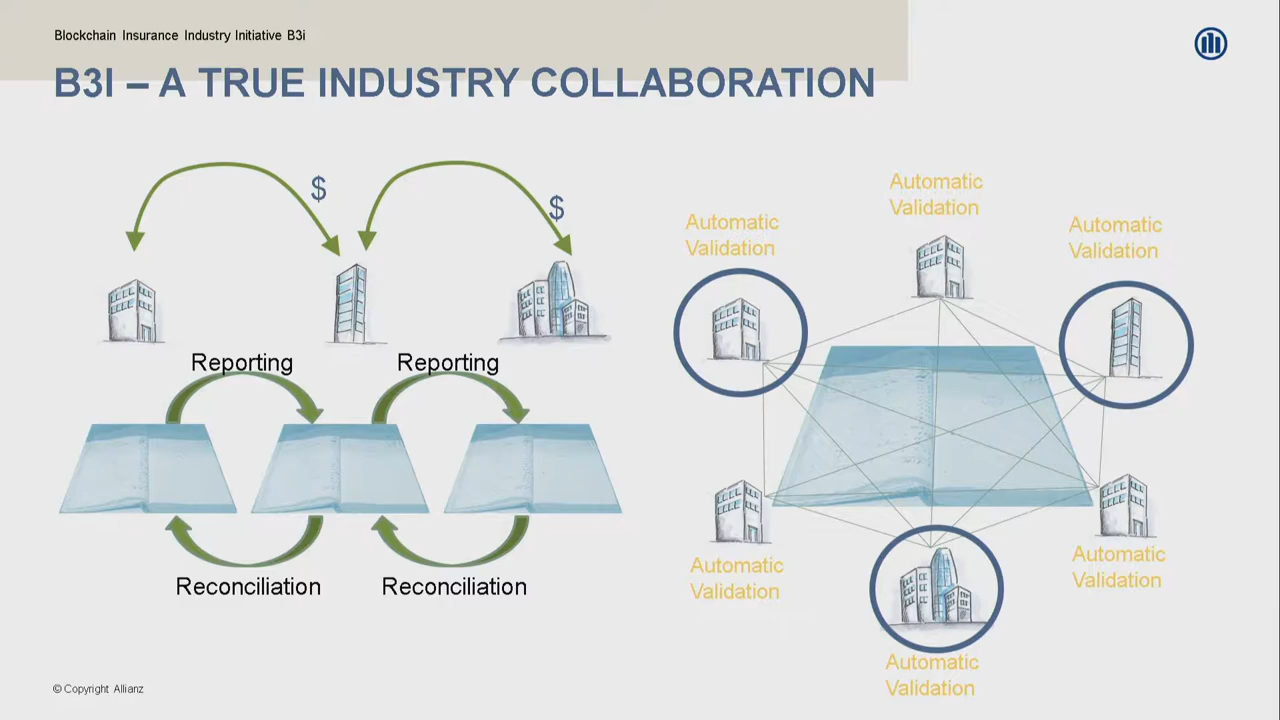 Blockchain Insurance Industry Initiative B3i
B3I – A TRUE INDUSTRY COLLABORATION
$
$
Reporting
Reporting
Reconciliation
Reconciliation
Automatic
Validation
Automatic
Validation
Automatic
Validation
Automatic
Validation
Automatic
Validation
Automatic
Validation
© Copyright Allianz